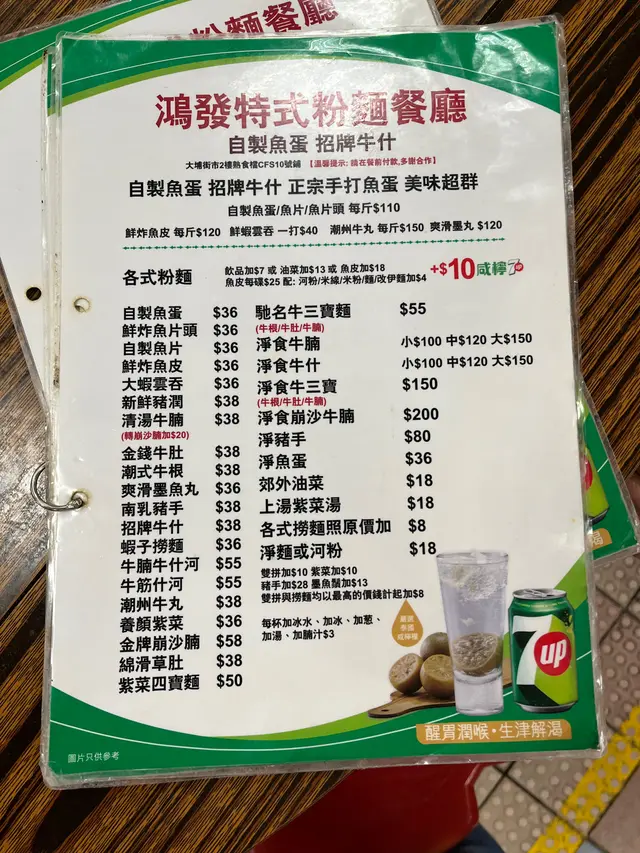 粉麵餐廳
鴻發特式粉麵餐廳
自製魚蛋 招牌牛什
大埔街市2樓熟食檔CFS10號鋪 【溫馨提示: 請在餐前付款,多謝合作】
自製魚蛋 招牌牛什 正宗手打魚蛋 美味超群
自製魚蛋/魚片/魚片頭 每斤$110
鮮炸魚皮 每斤$120 鮮蝦雲吞 一打$40 潮州牛丸 每斤$150 爽滑墨丸 $120
各式粉麵
飲品加$7 或 油菜加$13 或 魚皮加$18
魚皮每碟$25 配: 河粉/米線/米粉/麵/改伊麵加$4
+$10咸檸7
自製魚蛋 $36
鮮炸魚片頭 $36
自製魚片 $36
鮮炸魚皮 $36
大蝦雲吞 $36
新鮮豬潤 $38
清湯牛腩 $38
(轉崩沙腩加$20)
金錢牛肚 $38
潮式牛根 $38
爽滑墨魚丸 $36
南乳豬手 $38
招牌牛什 $38
蝦子撈麵 $36
牛腩牛什河 $55
牛筋什河 $55
潮州牛丸 $38
養顏紫菜 $36
金牌崩沙腩 $58
綿滑草肚 $38
紫菜四寶麵 $50
馳名牛三寶麵 $55
(牛根/牛肚/牛腩)
淨食牛腩 小$100 中$120 大$150
淨食牛什 小$100 中$120 大$150
淨食牛三寶 $150
(牛根/牛肚/牛腩)
淨食崩沙牛腩 $200
淨豬手 $80
淨魚蛋 $36
郊外油菜 $18
上湯紫菜湯 $18
各式撈麵照原價加 $8
淨麵或河粉 $18
雙拼加$10 紫菜加$10
豬手加$28 墨魚鬚加$13
雙拼與撈麵均以最高的價錢計起加$8
每杯加冰水、加冰、加蔥、
加湯、加腩汁$3
嚴選
泰國
咸檸檬
7up
醒胃潤喉·生津解渴
圖片只供參考